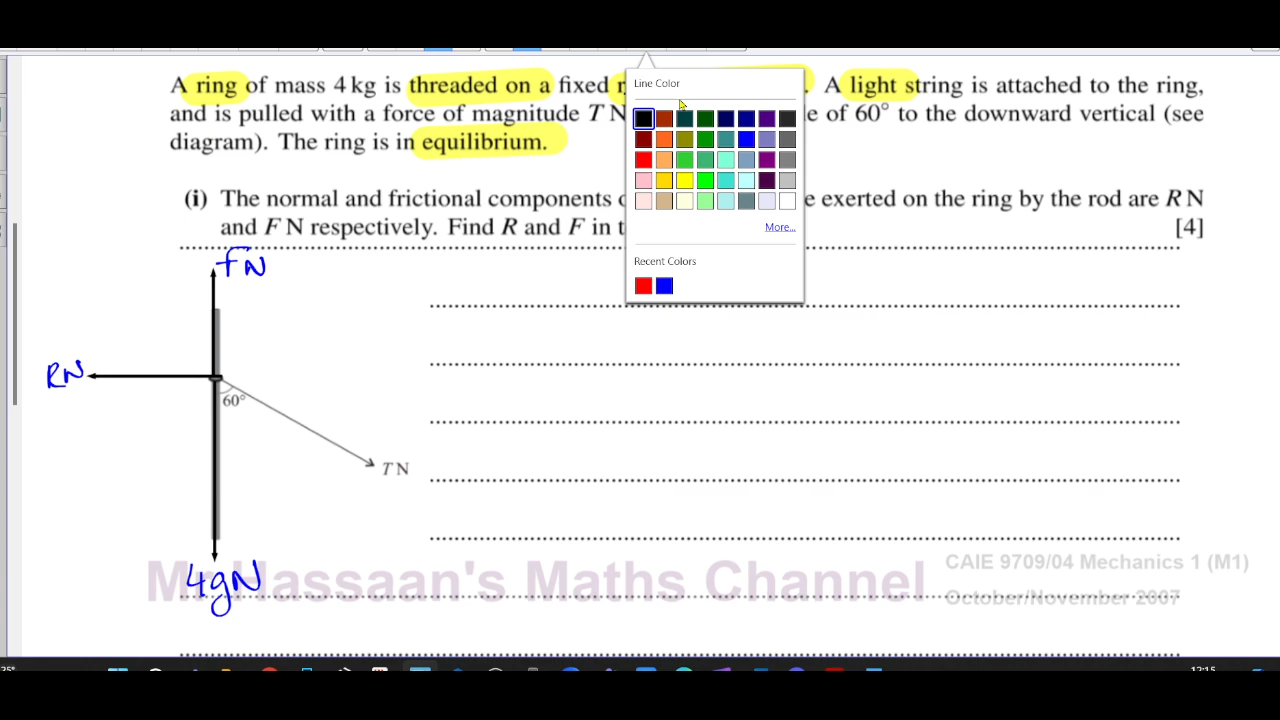 A ring of mass 4 kg is threaded on a fixed A light string is attached to the ring,
and is pulled with a force of magnitude T N of 60° to the downward vertical (see
diagram). The ring is in equilibrium.
Line Color
(i) The normal and frictional components exerted on the ring by the rod are R N
and F N respectively. Find R and F in [4]
More...
Recent Colors
FN
RN
60°
T N
4gN
Mr Hassaan's Maths Channel
CAIE 9709/04 Mechanics 1 (M1)
October/November 2007
12:15